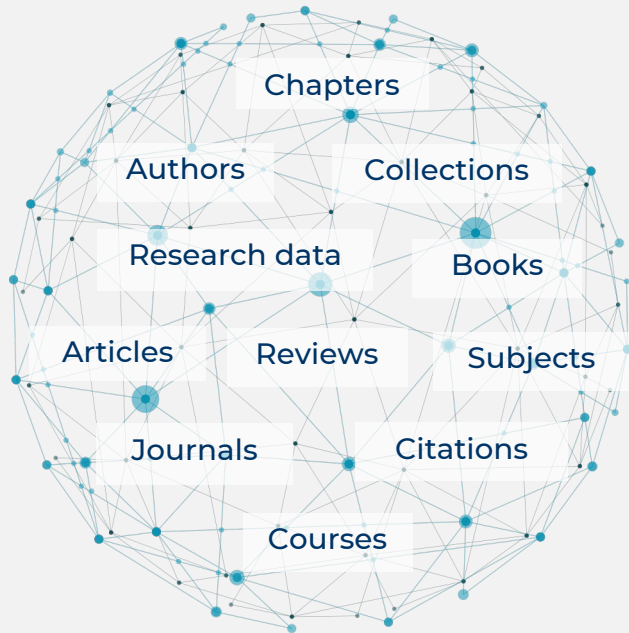 Chapters
Authors
Collections
Research data
Books
Articles
Reviews
Subjects
Journals
Citations
Courses